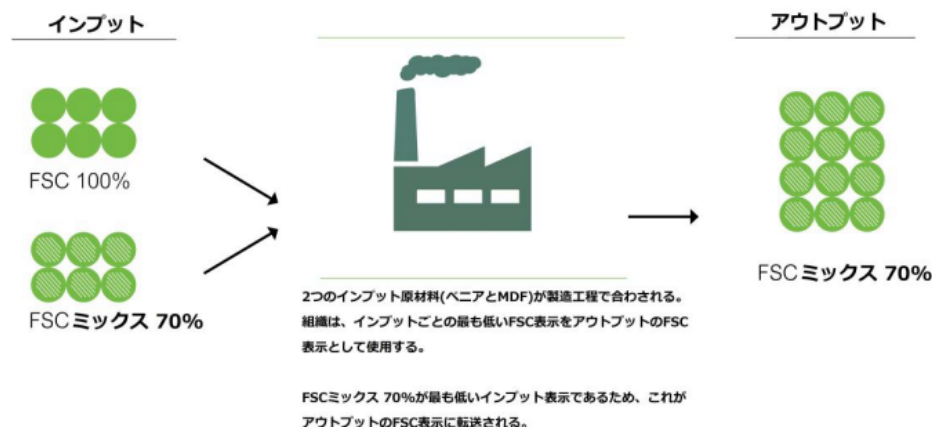 インプット
アウトプット
FSC 100%
FSCミックス 70%
FSCミックス 70%
2つのインプット原材料(ベニアとMDF)が製造工程で合わされる。
組織は、インプットごとの最も低いFSC表示をアウトプットのFSC
表示として使用する。
FSCミックス 70%が最も低いインプット表示であるため、これが
アウトプットのFSC表示に転送される。